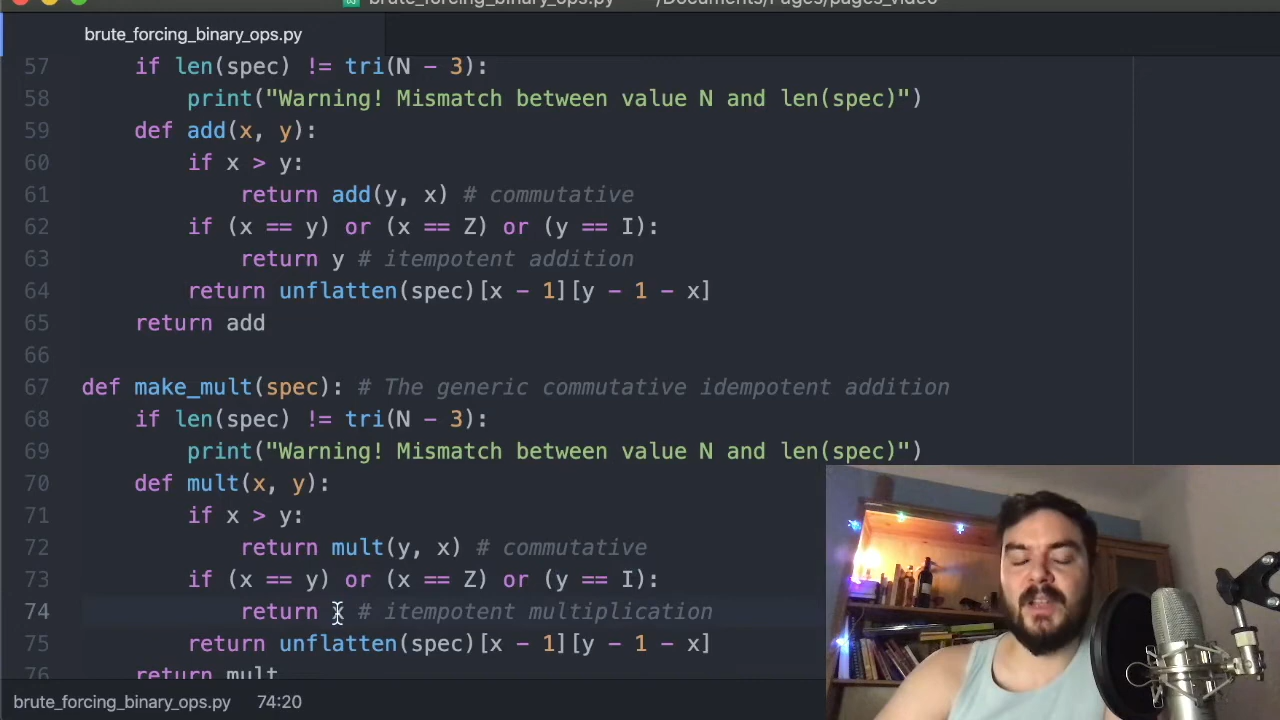 brute_forcing_binary_ops.py — ~/Documents/Pages/pages_video
brute_forcing_binary_ops.py
57 if len(spec) != tri(N - 3):
58 print("Warning! Mismatch between value N and len(spec)")
59 def add(x, y):
60 if x > y:
61 return add(y, x) # commutative
62 if (x == y) or (x == Z) or (y == I):
63 return y # itempotent addition
64 return unflatten(spec)[x - 1][y - 1 - x]
65 return add
66
67 def make_mult(spec): # The generic commutative idempotent addition
68 if len(spec) != tri(N - 3):
69 print("Warning! Mismatch between value N and len(spec)")
70 def mult(x, y):
71 if x > y:
72 return mult(y, x) # commutative
73 if (x == y) or (x == Z) or (y == I):
74 return x # itempotent multiplication
75 return unflatten(spec)[x - 1][y - 1 - x]
76 return mult
brute_forcing_binary_ops.py 74:20